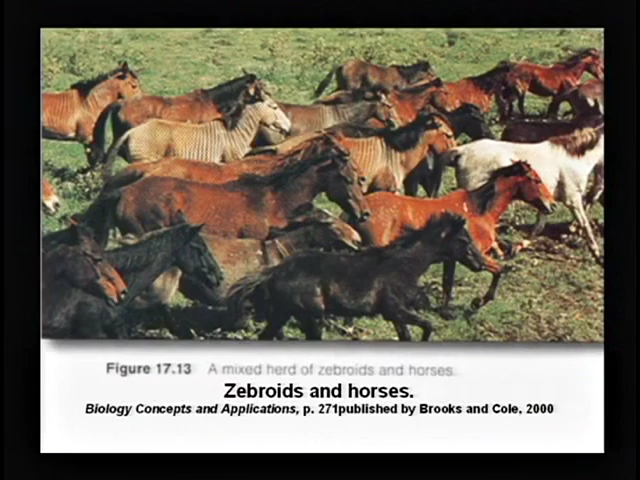 Figure 17.13 A mixed herd of zebroids and horses.
Zebroids and horses.
Biology Concepts and Applications, p. 271published by Brooks and Cole, 2000